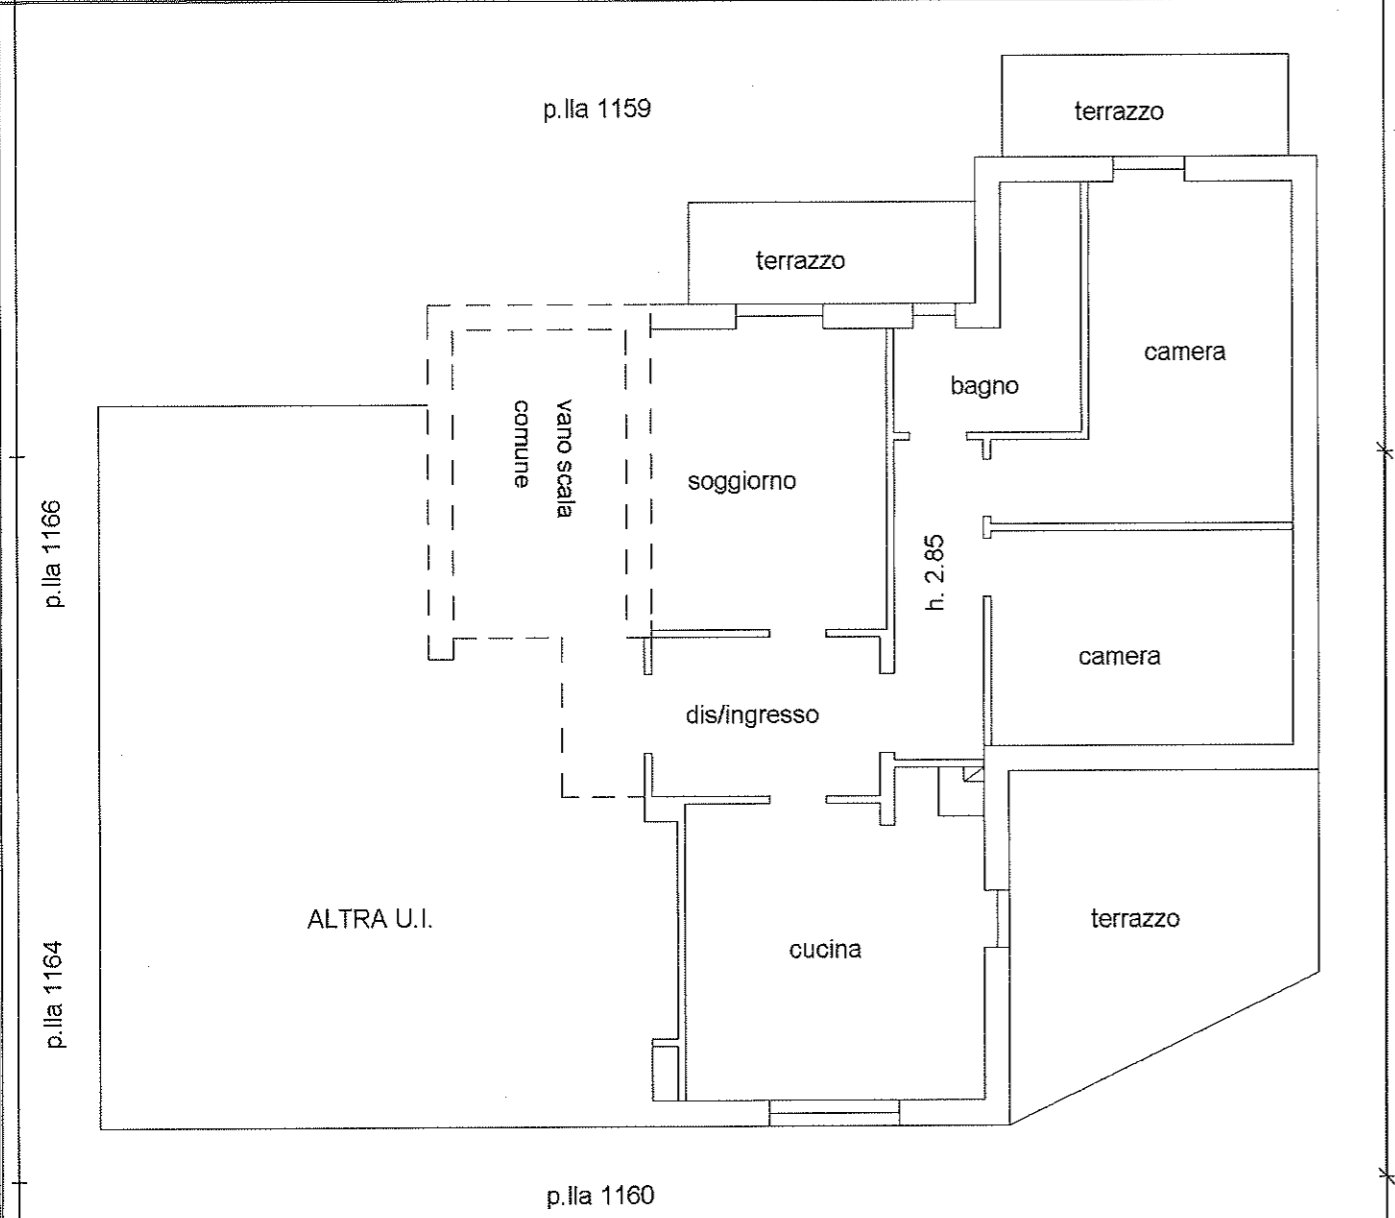 p.lla 1159
terrazzo
terrazzo
camera
bagno
vano scala
comune
soggiorno
p.lla 1166
h. 2.85
camera
dis/ingresso
ALTRA U.I.
terrazzo
cucina
p.lla 1164
p.lla 1160